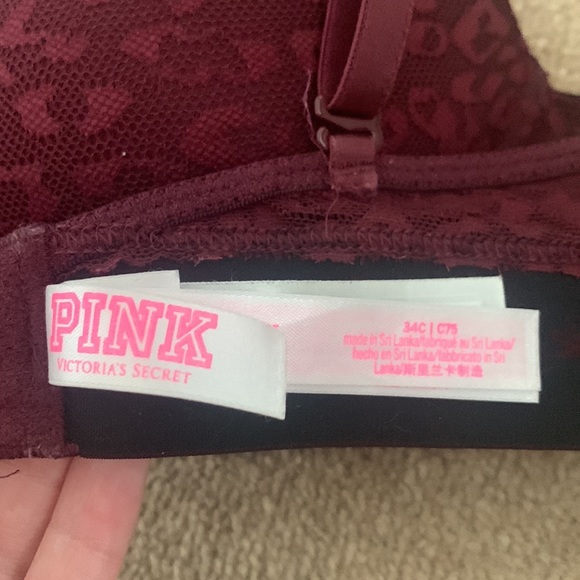 PINK
VICTORIA'S SECRET
34C | C75
made in Sri Lanka/fabriqué au Sri Lanka/
hecho en Sri Lanka/fabbricato in Sri
Lanka/斯里兰卡制造